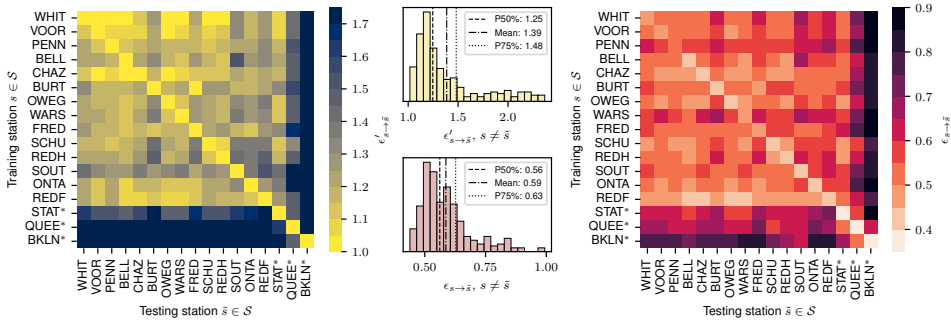 WHIT
VOOR
PENN
BELL
CHAZ
BURT
OWEG
WARS
FRED
SCHU
REDH
SOUT
ONTA
REDF
STAT*
QUEE*
BKLN*
Training station s ∈ 𝒮
WHIT VOOR PENN BELL CHAZ BURT OWEG WARS FRED SCHU REDH SOUT ONTA REDF STAT* QUEE* BKLN*
Testing station s̃ ∈ 𝒮
1.7
1.6
1.5
1.4
1.3
1.2
1.1
1.0
ϵ′ₛ→s̃
P50%: 1.25
Mean: 1.39
P75%: 1.48
1.0 1.5 2.0
ϵ′ₛ→s̃, s ≠ s̃
P50%: 0.56
Mean: 0.59
P75%: 0.63
0.50 0.75 1.00
ϵₛ→s̃, s ≠ s̃
WHIT
VOOR
PENN
BELL
CHAZ
BURT
OWEG
WARS
FRED
SCHU
REDH
SOUT
ONTA
REDF
STAT*
QUEE*
BKLN*
Training station s ∈ 𝒮
WHIT VOOR PENN BELL CHAZ BURT OWEG WARS FRED SCHU REDH SOUT ONTA REDF STAT* QUEE* BKLN*
Testing station s̃ ∈ 𝒮
0.9
0.8
0.7
0.6
0.5
0.4
ϵₛ→s̃